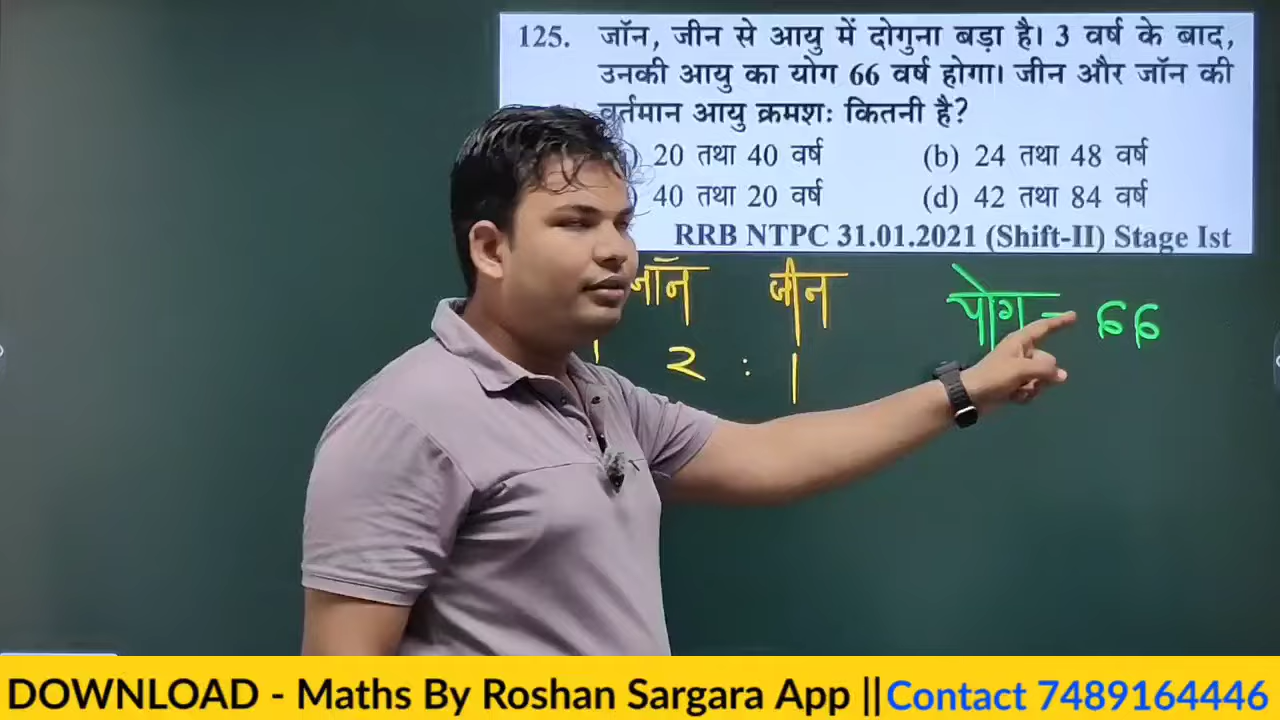 125. जॉन, जीन से आयु में दोगुना बड़ा है। 3 वर्ष के बाद,
उनकी आयु का योग 66 वर्ष होगा। जीन और जॉन की
वर्तमान आयु क्रमशः कितनी है?
) 20 तथा 40 वर्ष (b) 24 तथा 48 वर्ष
) 40 तथा 20 वर्ष (d) 42 तथा 84 वर्ष
RRB NTPC 31.01.2021 (Shift-II) Stage Ist
जॉन जीन योग = 66
2 : 1
DOWNLOAD - Maths By Roshan Sargara App || Contact 7489164446